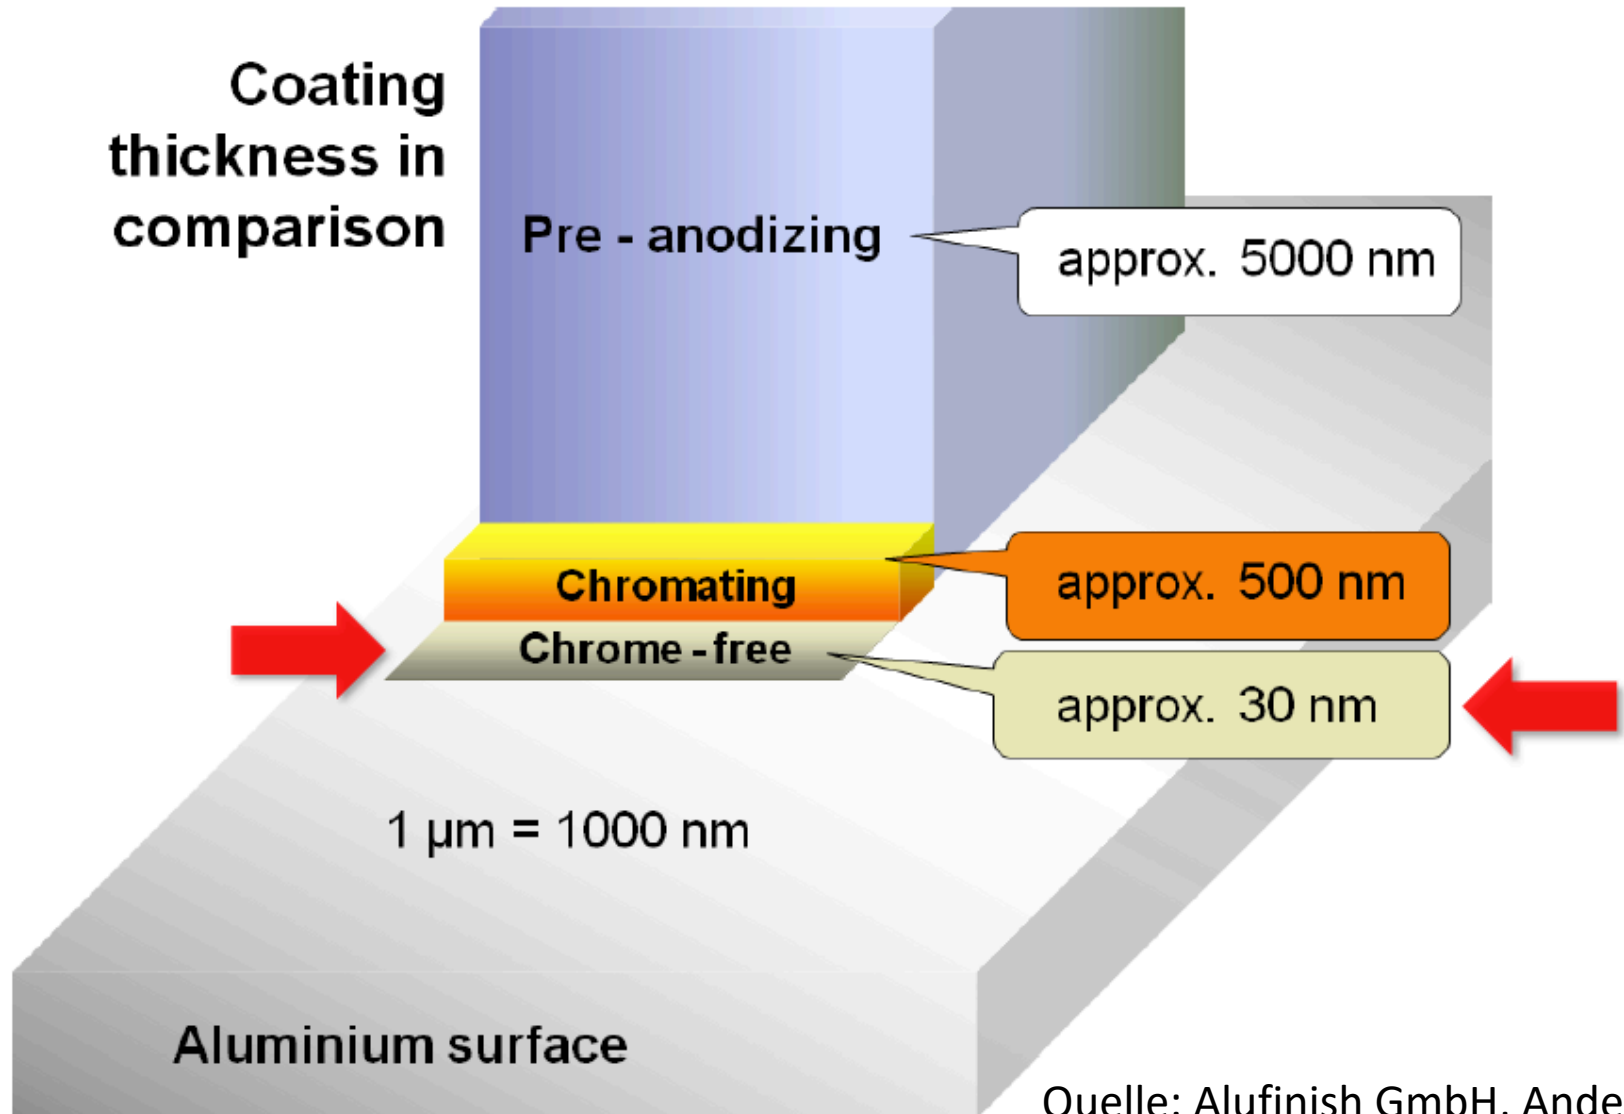 Coating
thickness in
comparison
Pre - anodizing
approx. 5000 nm
Chromating
approx. 500 nm
Chrome - free
approx. 30 nm
1 µm = 1000 nm
Aluminium surface
Quelle: Alufinish GmbH,